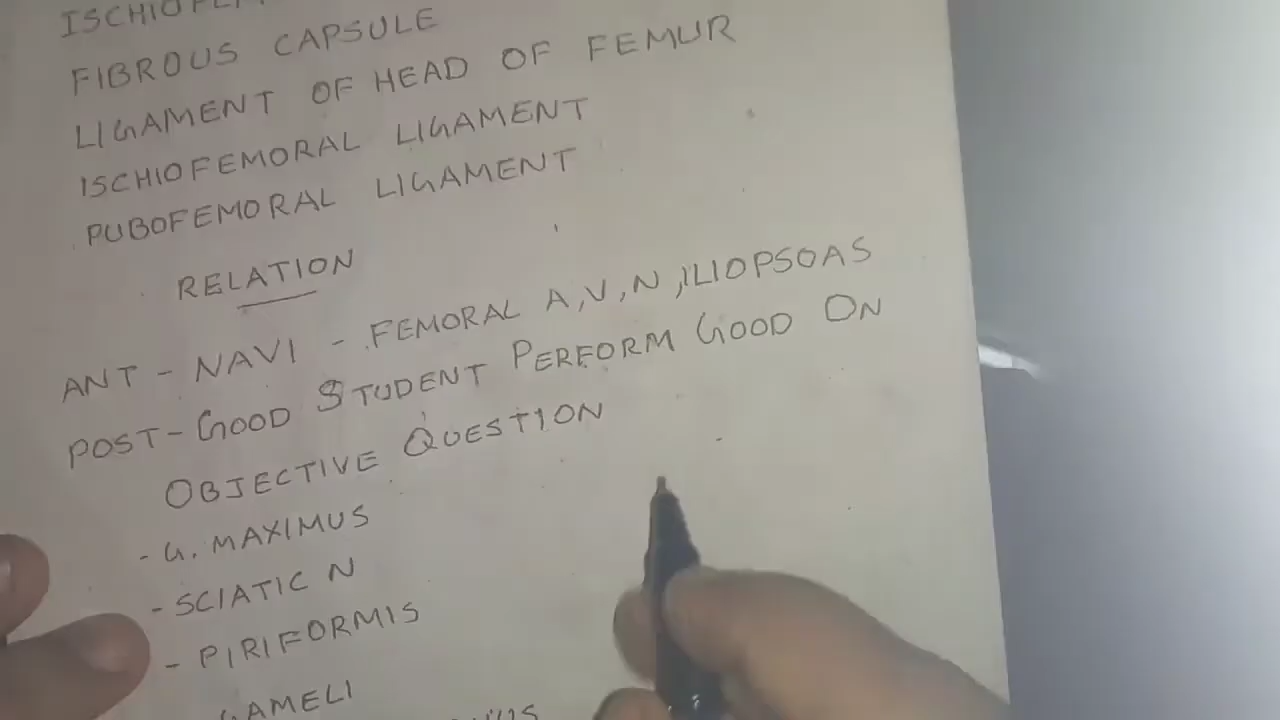 FIBROUS CAPSULE
LIGAMENT OF HEAD OF FEMUR
ISCHIOFEMORAL LIGAMENT
PUBOFEMORAL LIGAMENT
RELATION
ANT - NAVI - FEMORAL A,V,N,ILIOPSOAS
POST- GOOD STUDENT PERFORM GOOD ON
OBJECTIVE QUESTION
- G. MAXIMUS
- SCIATIC N
- PIRIFORMIS
GAMELI